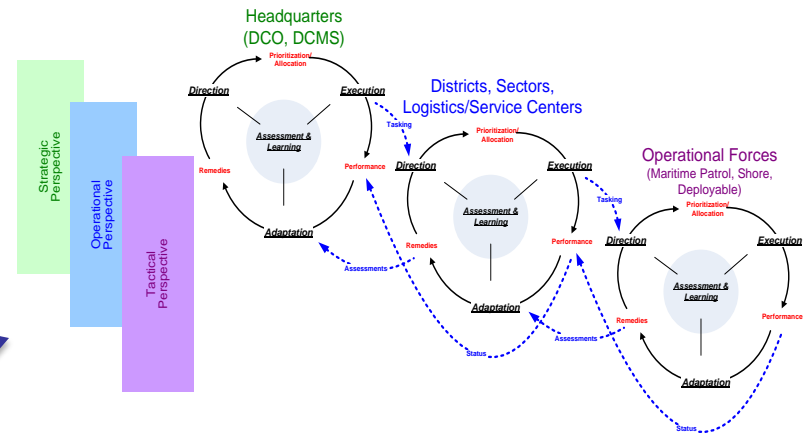 Strategic
Perspective
Operational
Perspective
Tactical
Perspective
Headquarters
(DCO, DCMS)
Prioritization/
Allocation
Direction
Execution
Assessment &
Learning
Remedies
Performance
Adaptation
Tasking
Assessments
Status
Districts, Sectors,
Logistics/Service Centers
Prioritization/
Allocation
Direction
Execution
Assessment &
Learning
Remedies
Performance
Adaptation
Tasking
Assessments
Status
Operational Forces
(Maritime Patrol, Shore,
Deployable)
Prioritization/
Allocation
Direction
Execution
Assessment &
Learning
Remedies
Performance
Adaptation